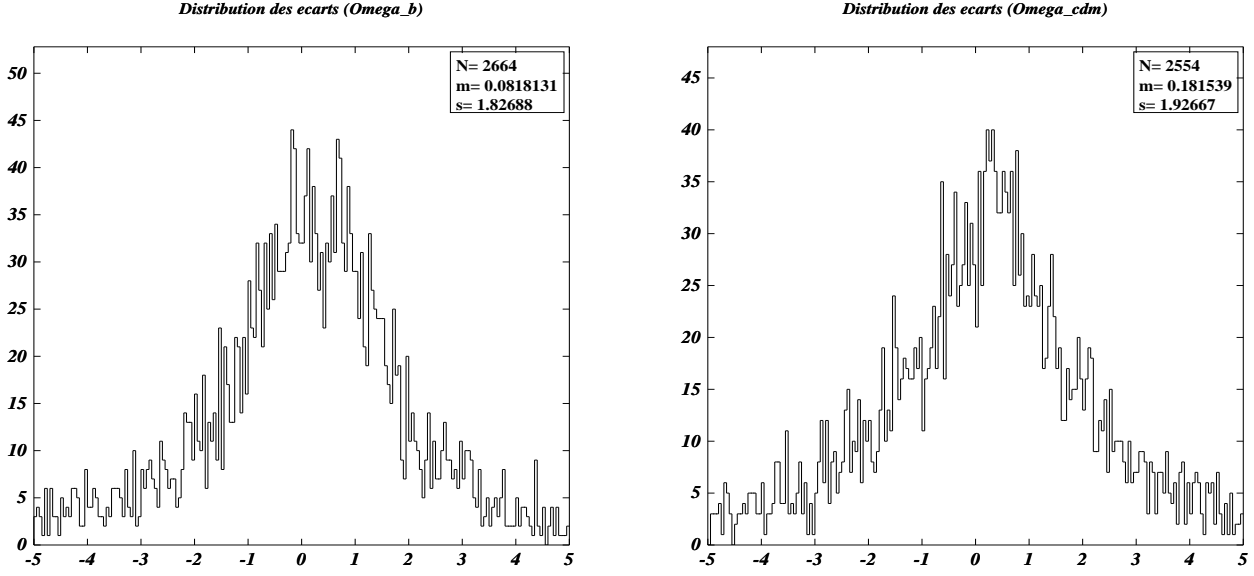 Distribution des ecarts (Omega_b)
N= 2664
m= 0.0818131
s= 1.82688
50
45
40
35
30
25
20
15
10
5
0
-5 -4 -3 -2 -1 0 1 2 3 4 5
Distribution des ecarts (Omega_cdm)
N= 2554
m= 0.181539
s= 1.92667
45
40
35
30
25
20
15
10
5
0
-5 -4 -3 -2 -1 0 1 2 3 4 5